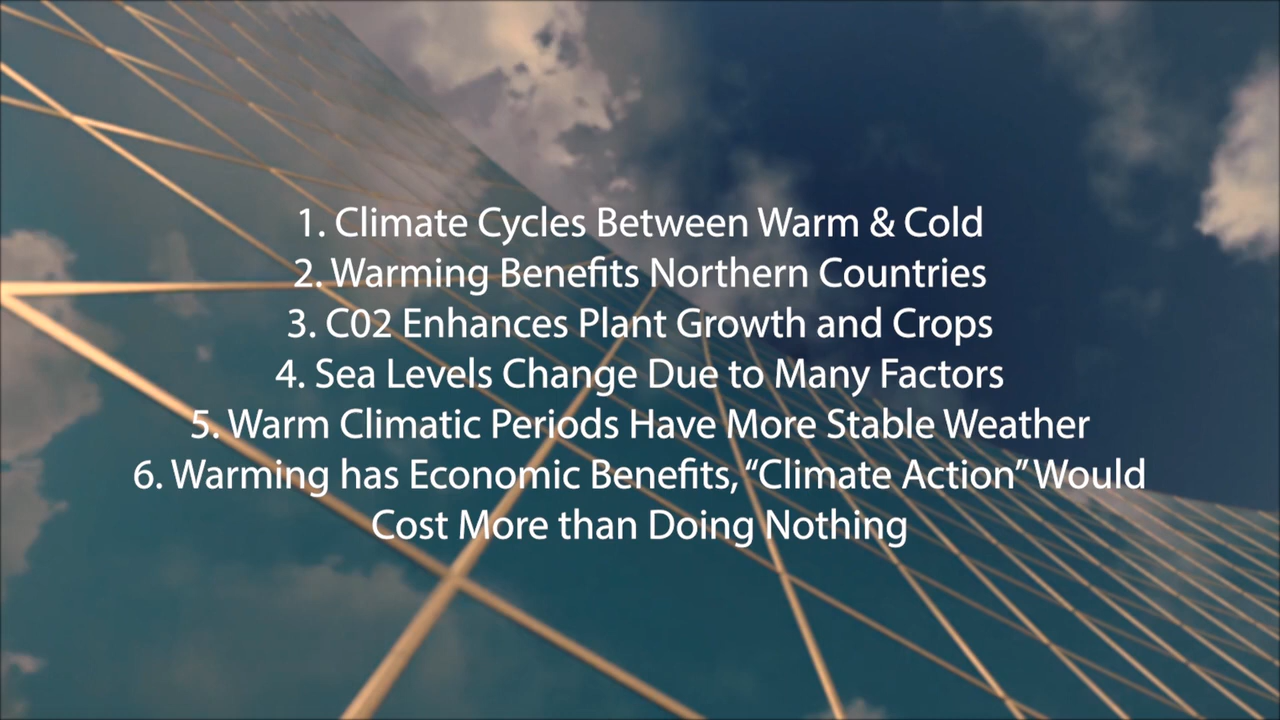 1. Climate Cycles Between Warm & Cold
2. Warming Benefits Northern Countries
3. C02 Enhances Plant Growth and Crops
4. Sea Levels Change Due to Many Factors
5. Warm Climatic Periods Have More Stable Weather
6. Warming has Economic Benefits, “Climate Action” Would
Cost More than Doing Nothing